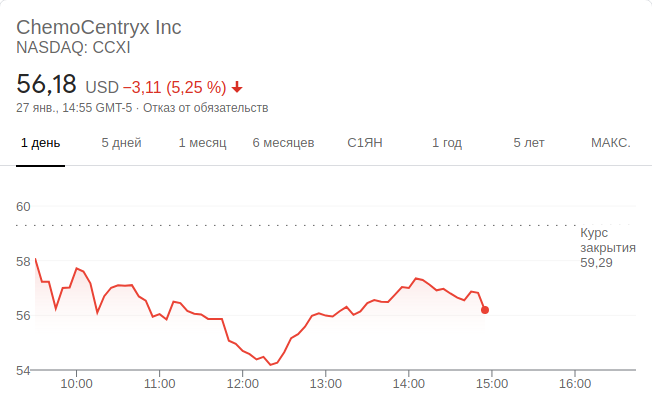 ChemoCentryx Inc
NASDAQ: CCXI
56,18 USD −3,11 (5,25 %)
27 янв., 14:55 GMT-5 · Отказ от обязательств
1 день 5 дней 1 месяц 6 месяцев С1ЯН 1 год 5 лет МАКС.
60
Курс
закрытия
59,29
58
56
54
10:00 11:00 12:00 13:00 14:00 15:00 16:00